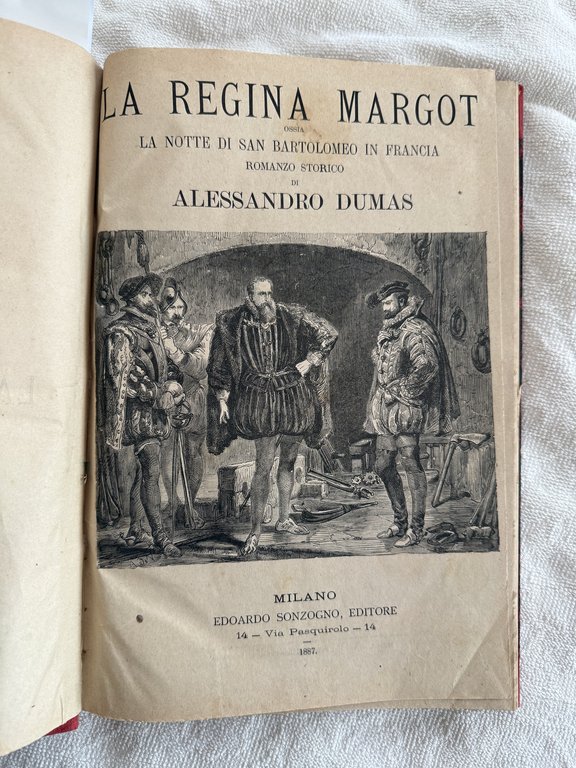 LA REGINA MARGOT
OSSIA
LA NOTTE DI SAN BARTOLOMEO IN FRANCIA
ROMANZO STORICO
DI
ALESSANDRO DUMAS
MILANO
EDOARDO SONZOGNO, EDITORE
14 — Via Pasquirolo — 14
—
1887.